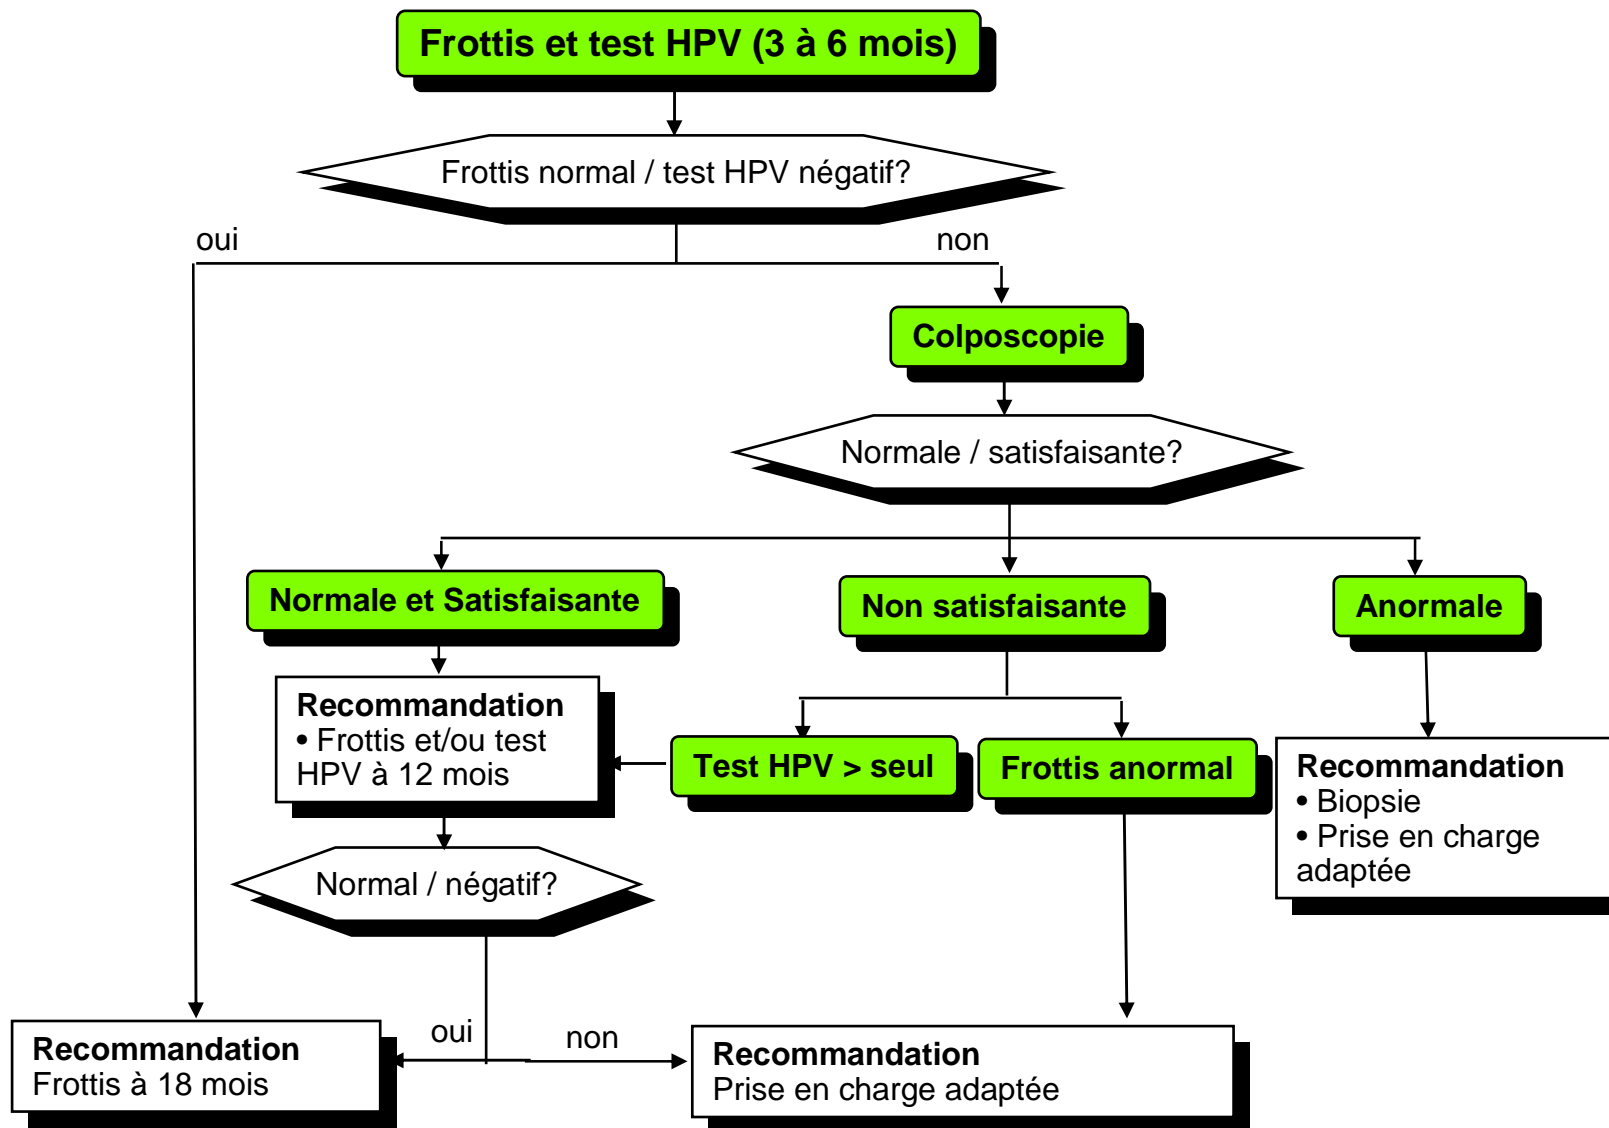 Frottis et test HPV (3 à 6 mois)
Frottis normal / test HPV négatif?
oui
non
Colposcopie
Normale / satisfaisante?
Normale et Satisfaisante
Non satisfaisante
Anormale
Recommandation
• Frottis et/ou test
HPV à 12 mois
Test HPV > seul
Frottis anormal
Recommandation
• Biopsie
• Prise en charge
adaptée
Normal / négatif?
oui
non
Recommandation
Frottis à 18 mois
Recommandation
Prise en charge adaptée